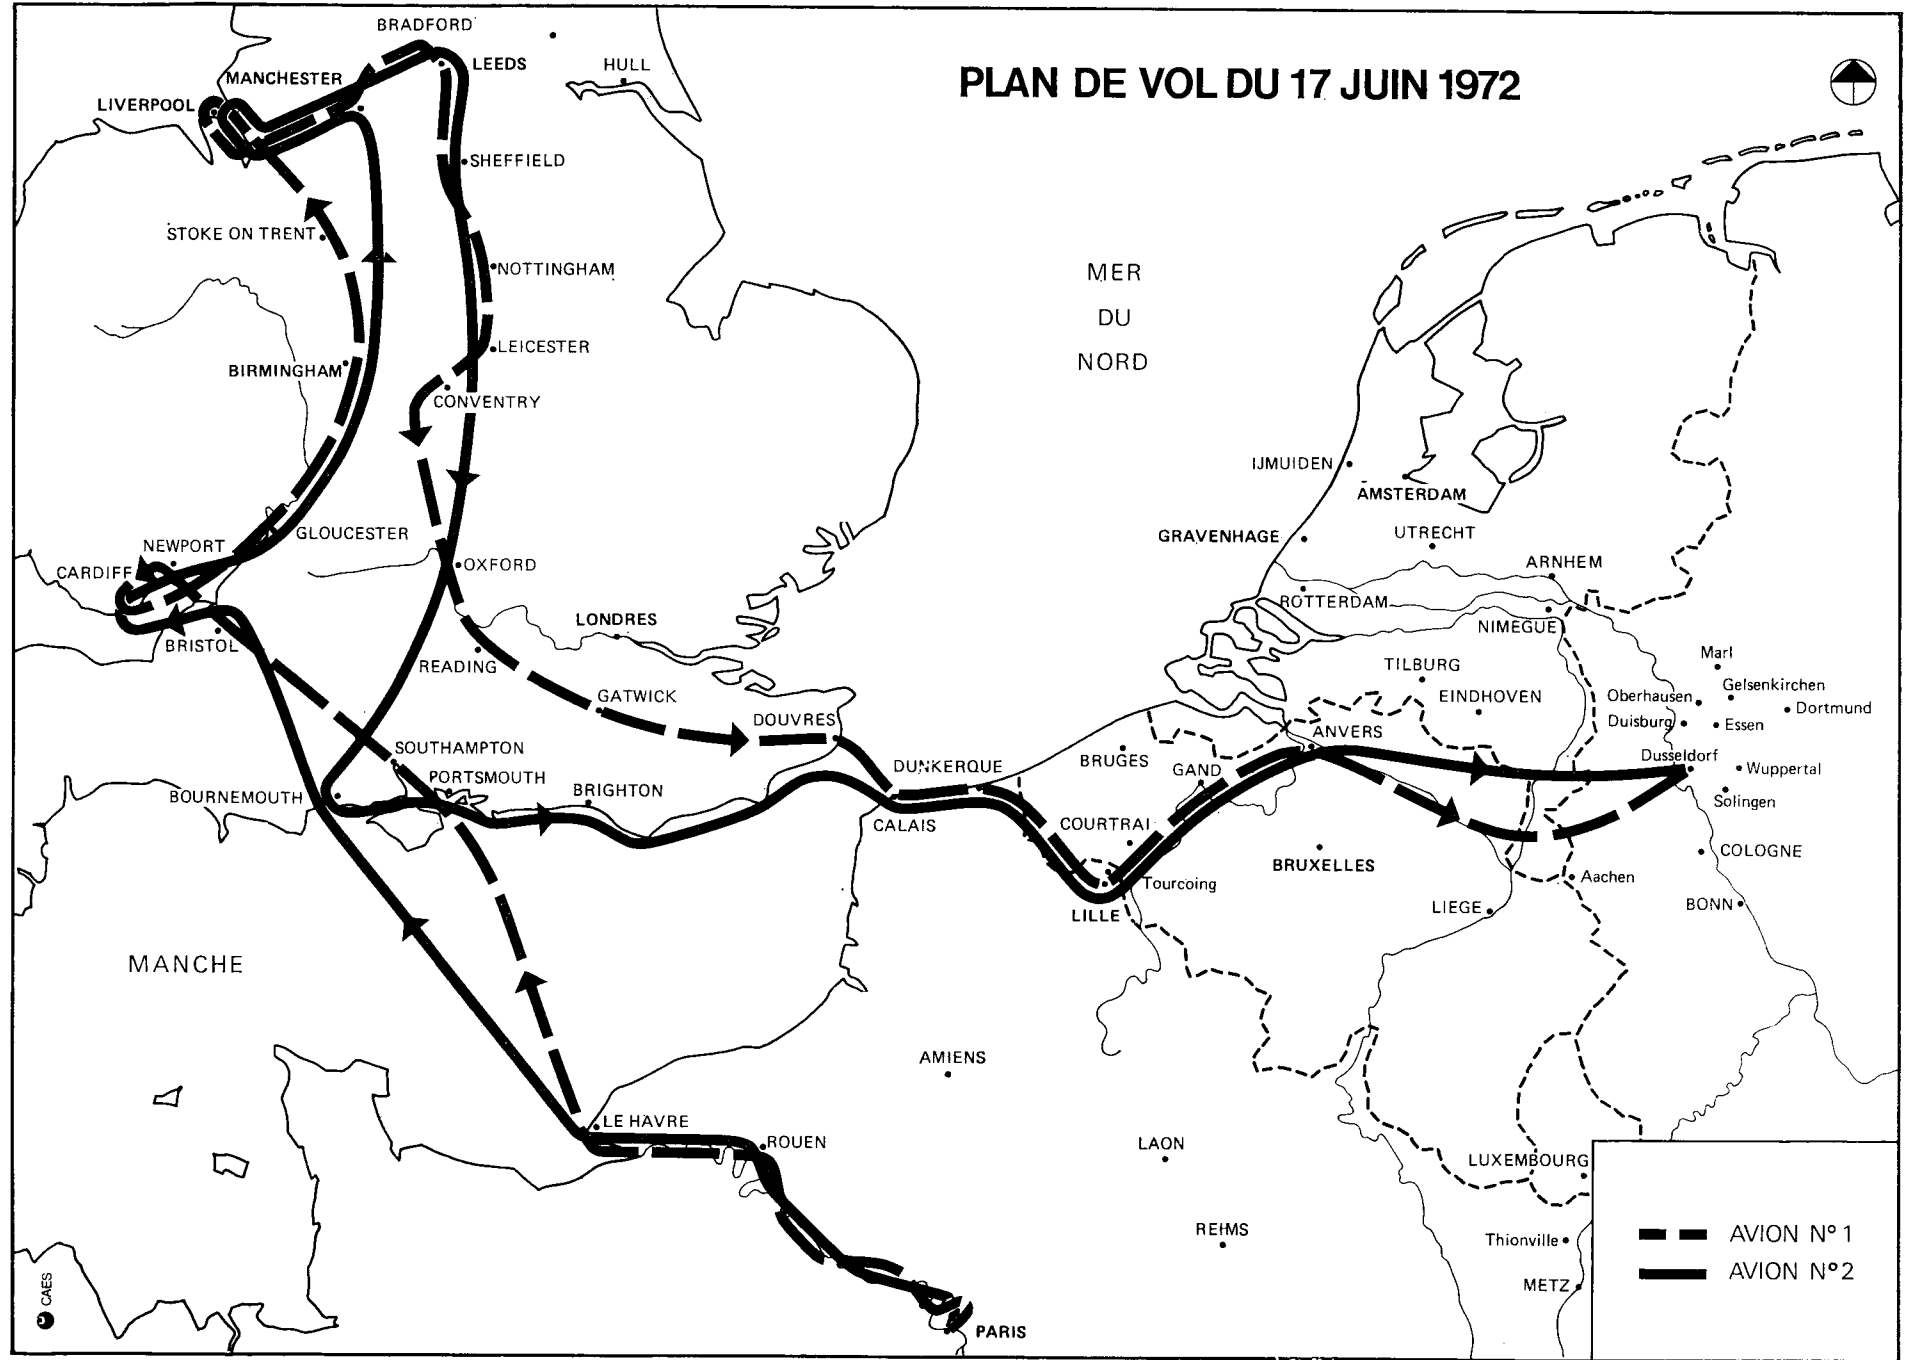 PLAN DE VOL DU 17 JUIN 1972
BRADFORD
LEEDS
HULL
MANCHESTER
LIVERPOOL
SHEFFIELD
STOKE ON TRENT
NOTTINGHAM
LEICESTER
BIRMINGHAM
CONVENTRY
MER
DU
NORD
IJMUIDEN
AMSTERDAM
GRAVENHAGE
UTRECHT
ARNHEM
ROTTERDAM
NIMEGUE
GLOUCESTER
NEWPORT
CARDIFF
OXFORD
LONDRES
BRISTOL
READING
GATWICK
DOUVRES
TILBURG
EINDHOVEN
Marl
Gelsenkirchen
Oberhausen
Dortmund
Duisburg
Essen
Dusseldorf
Wuppertal
Solingen
SOUTHAMPTON
PORTSMOUTH
BOURNEMOUTH
BRIGHTON
DUNKERQUE
CALAIS
BRUGES
GAND
ANVERS
COURTRAI
Tourcoing
LILLE
BRUXELLES
COLOGNE
Aachen
LIEGE
BONN
MANCHE
AMIENS
LE HAVRE
ROUEN
LAON
LUXEMBOURG
REIMS
Thionville
METZ
PARIS
AVION Nº 1
AVION Nº 2
CAES